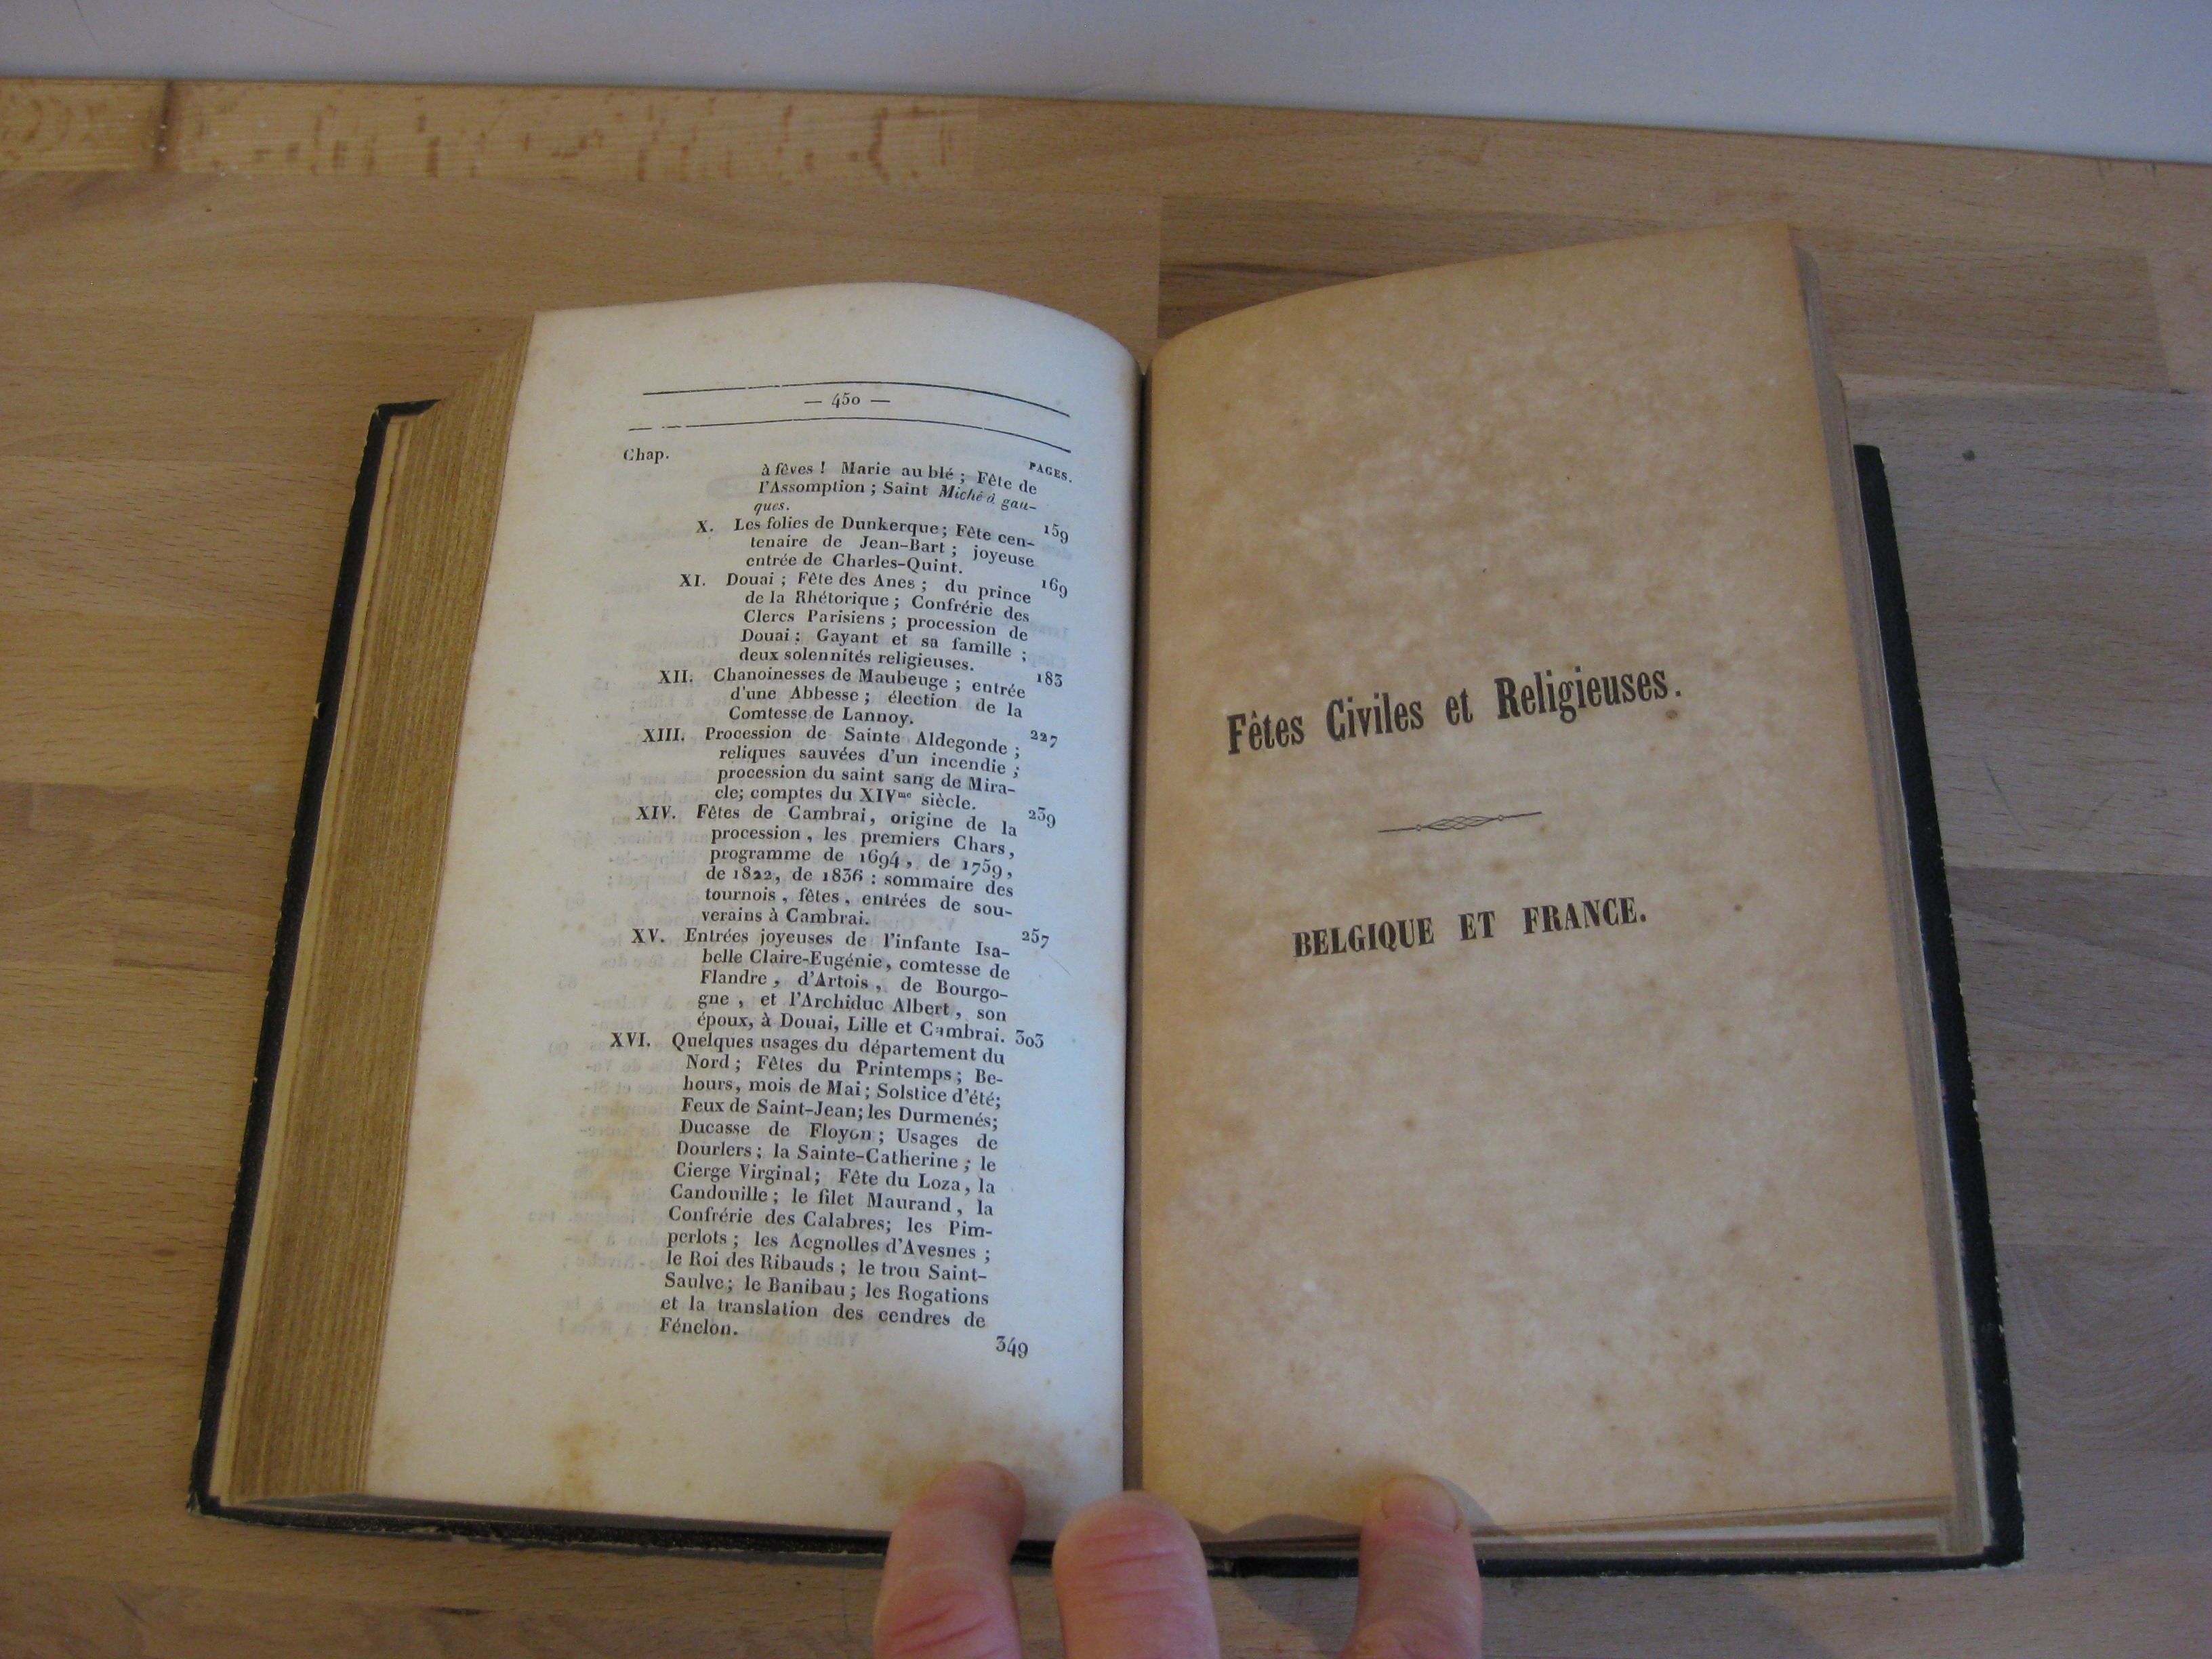 — 450 —
Chap. PAGES.
à fêves ! Marie au blé ; Fête de
l'Assomption ; Saint Miché à gau-
ques. 159
X. Les folies de Dunkerque ; Fête cen-
tenaire de Jean-Bart ; joyeuse
entrée de Charles-Quint. 169
XI. Douai ; Fête des Anes ; du prince
de la Rhétorique ; Confrérie des
Clercs Parisiens ; procession de
Douai : Gayant et sa famille ;
deux solennités religieuses. 183
XII. Chanoinesses de Maubeuge ; entrée
d'une Abbesse ; élection de la
Comtesse de Lannoy. 227
XIII. Procession de Sainte Aldegonde ;
reliques sauvées d'un incendie ;
procession du saint sang de Mira-
cle; comptes du XIVme siècle. 239
XIV. Fêtes de Cambrai, origine de la
procession, les premiers Chars,
programme de 1694, de 1759,
de 1822, de 1836 : sommaire des
tournois, fêtes, entrées de sou-
verains à Cambrai. 257
XV. Entrées joyeuses de l'infante Isa-
belle Claire-Eugénie, comtesse de
Flandre, d'Artois, de Bourgo-
gne, et l'Archiduc Albert, son
époux, à Douai, Lille et Cambrai. 303
XVI. Quelques usages du département du
Nord ; Fêtes du Printemps ; Be-
hours, mois de Mai ; Solstice d'été;
Feux de Saint-Jean; les Durmenés;
Ducasse de Floyon ; Usages de
Dourlers ; la Sainte-Catherine ; le
Cierge Virginal ; Fête du Loza, la
Candouille ; le filet Maurand, la
Confrérie des Calabres; les Pim-
perlots ; les Acgnolles d'Avesnes ;
le Roi des Ribauds ; le trou Saint-
Saulve; le Banibau ; les Rogations
et la translation des cendres de
Fénelon. 349
Fêtes Civiles et Religieuses.
BELGIQUE ET FRANCE.